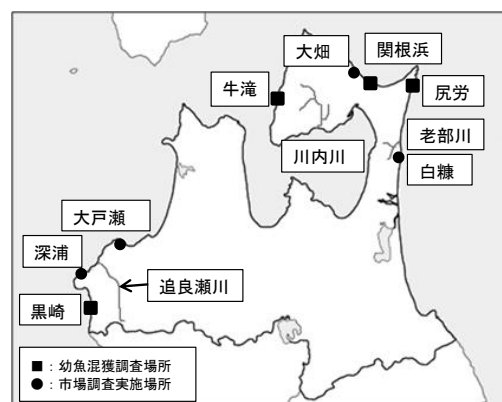 大畑
関根浜
牛滝
尻労
老部川
川内川
白糠
大戸瀬
深浦
追良瀬川
黒崎
■：幼魚混獲調査場所
●：市場調査実施場所